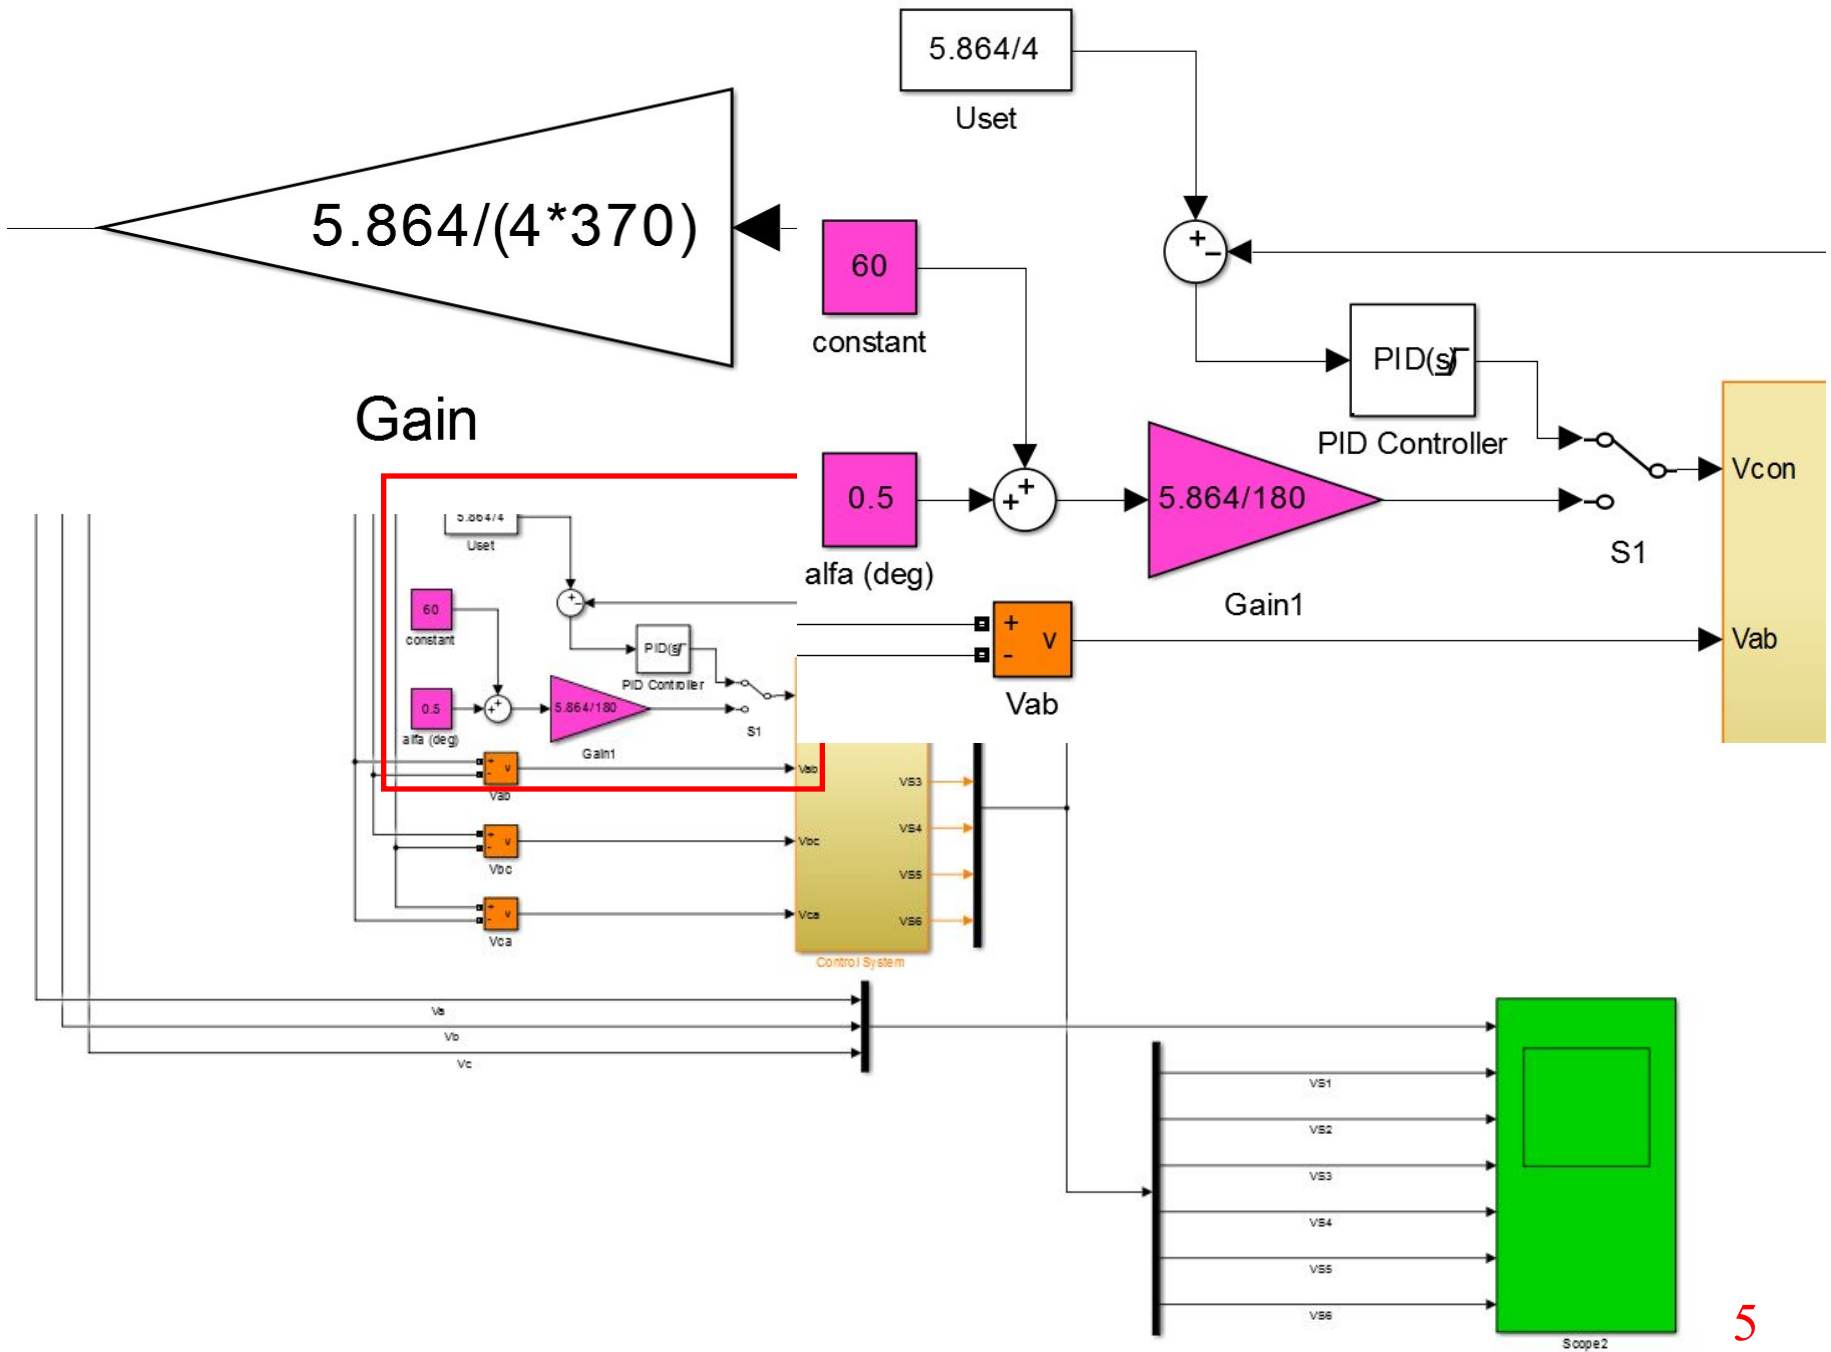 5.864/4
Uset
5.864/(4*370)
Gain
60
constant
+
−
PID(s)
PID Controller
0.5
alfa (deg)
+
+
5.864/180
Gain1
S1
Vcon
Vab
+
-
v
Vab
5.864/4
Uset
60
constant
+
−
PID(s)
PID Controller
0.5
alfa (deg)
+
+
5.864/180
Gain1
S1
+
-
v
Vab
Vab
+
-
v
Vbc
Vbc
+
-
v
Vca
Vca
VS3
VS4
VS5
VS6
Control System
Va
Vb
Vc
VS1
VS2
VS3
VS4
VS5
VS6
Scope2
5